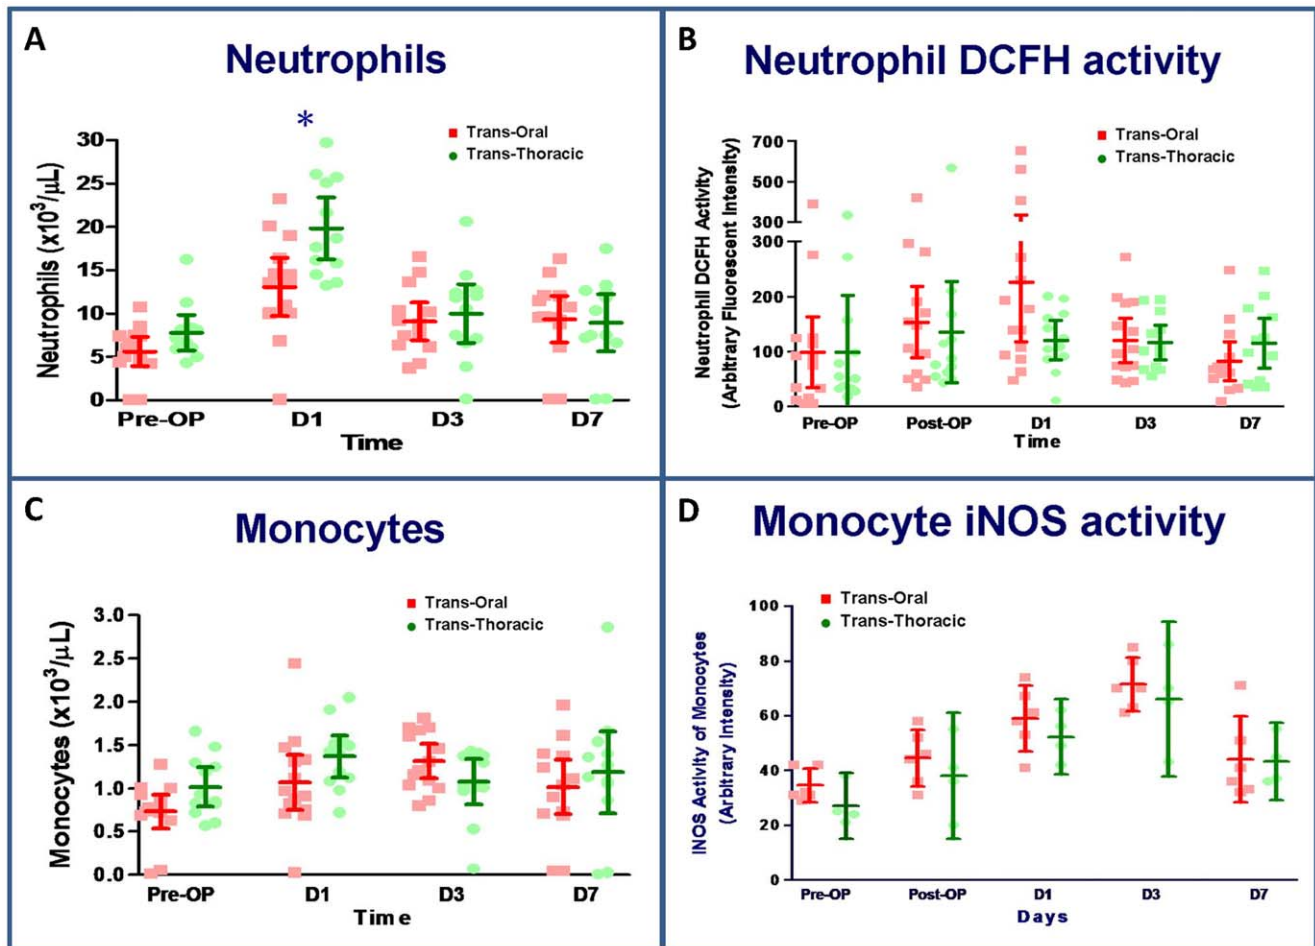 A
Neutrophils
*
Trans-Oral
Trans-Thoracic
Neutrophils (x10³/µL)
30
25
20
15
10
5
0
Pre-OP D1 D3 D7
Time
B
Neutrophil DCFH activity
Trans-Oral
Trans-Thoracic
Neutrophil DCFH Activity
(Arbitrary Fluorescent Intensity)
700
500
300
300
200
100
0
Pre-OP Post-OP D1 D3 D7
Time
C
Monocytes
Trans-Oral
Trans-Thoracic
Monocytes (x10³/µL)
3.0
2.5
2.0
1.5
1.0
0.5
0.0
Pre-OP D1 D3 D7
Time
D
Monocyte iNOS activity
Trans-Oral
Trans-Thoracic
iNOS Activity of Monocytes
(Arbitrary Intensity)
100
80
60
40
20
0
Pre-OP Post-OP D1 D3 D7
Days